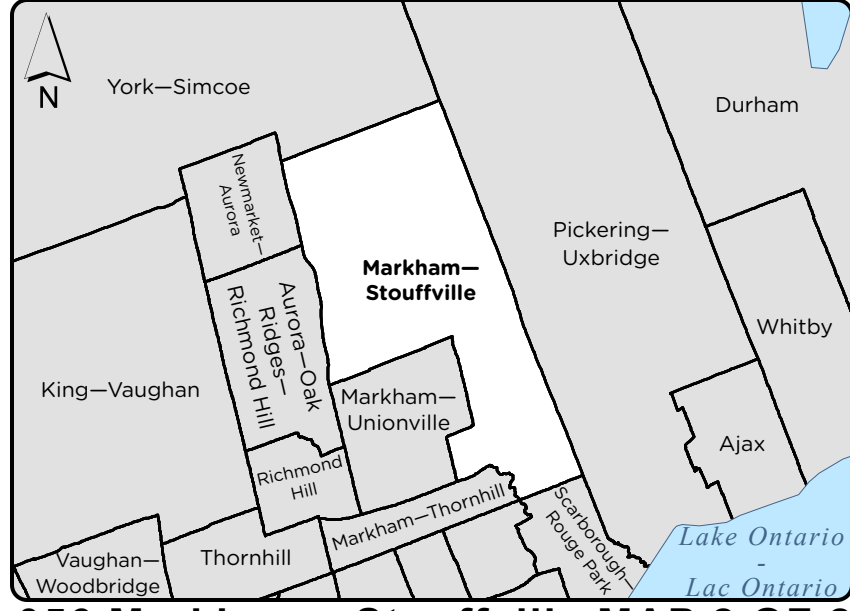 York—Simcoe
N
Durham
Newmarket—
Aurora
Pickering—
Uxbridge
Markham—
Stouffville
Aurora—Oak
Ridges—
Richmond Hill
Whitby
King—Vaughan
Markham—
Unionville
Ajax
Richmond
Hill
Markham—Thornhill
Scarborough—
Rouge Park
Lake Ontario
-
Lac Ontario
Vaughan—
Woodbridge
Thornhill